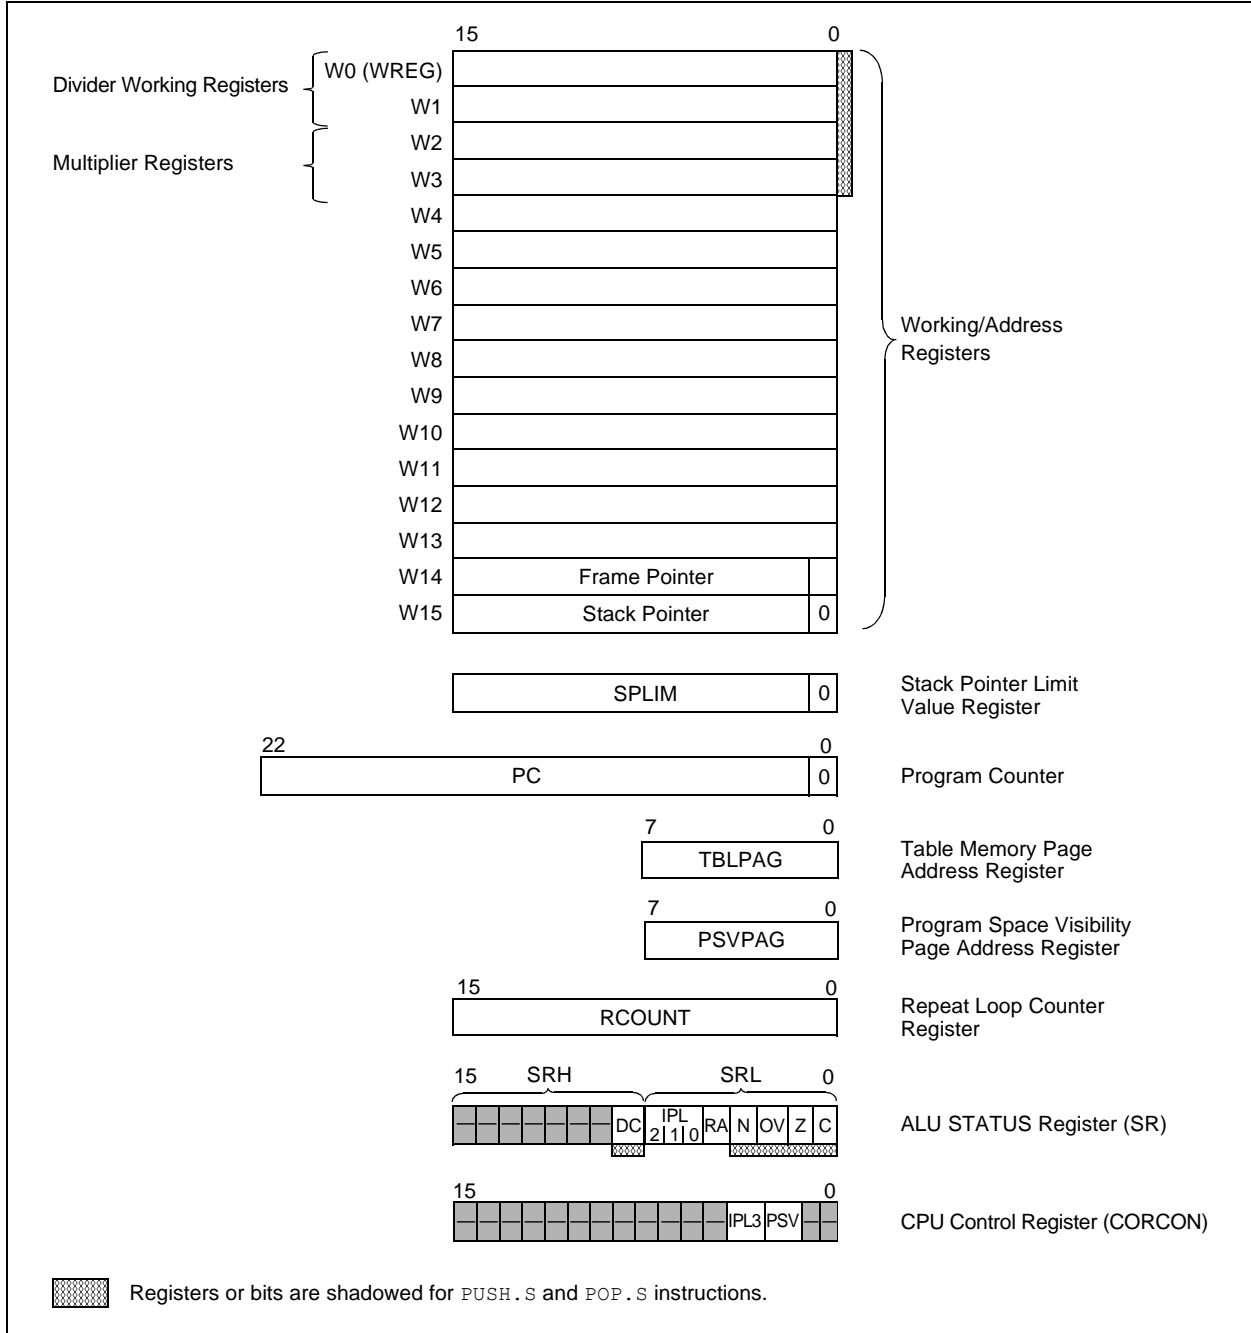 15 0
Divider Working Registers
W0 (WREG)
W1
Multiplier Registers
W2
W3
W4
W5
W6
W7
W8
W9
W10
W11
W12
W13
W14 Frame Pointer
W15 Stack Pointer 0
Working/Address
Registers
SPLIM 0
Stack Pointer Limit
Value Register
22 0
PC 0 Program Counter
7 0
TBLPAG
Table Memory Page
Address Register
7 0
PSVPAG
Program Space Visibility
Page Address Register
15 0
RCOUNT
Repeat Loop Counter
Register
15 SRH SRL 0
— — — — — — — DC IPL 2 1 0 RA N OV Z C ALU STATUS Register (SR)
15 0
— — — — — — — — — — — — IPL3 PSV — — CPU Control Register (CORCON)
Registers or bits are shadowed for PUSH.S and POP.S instructions.